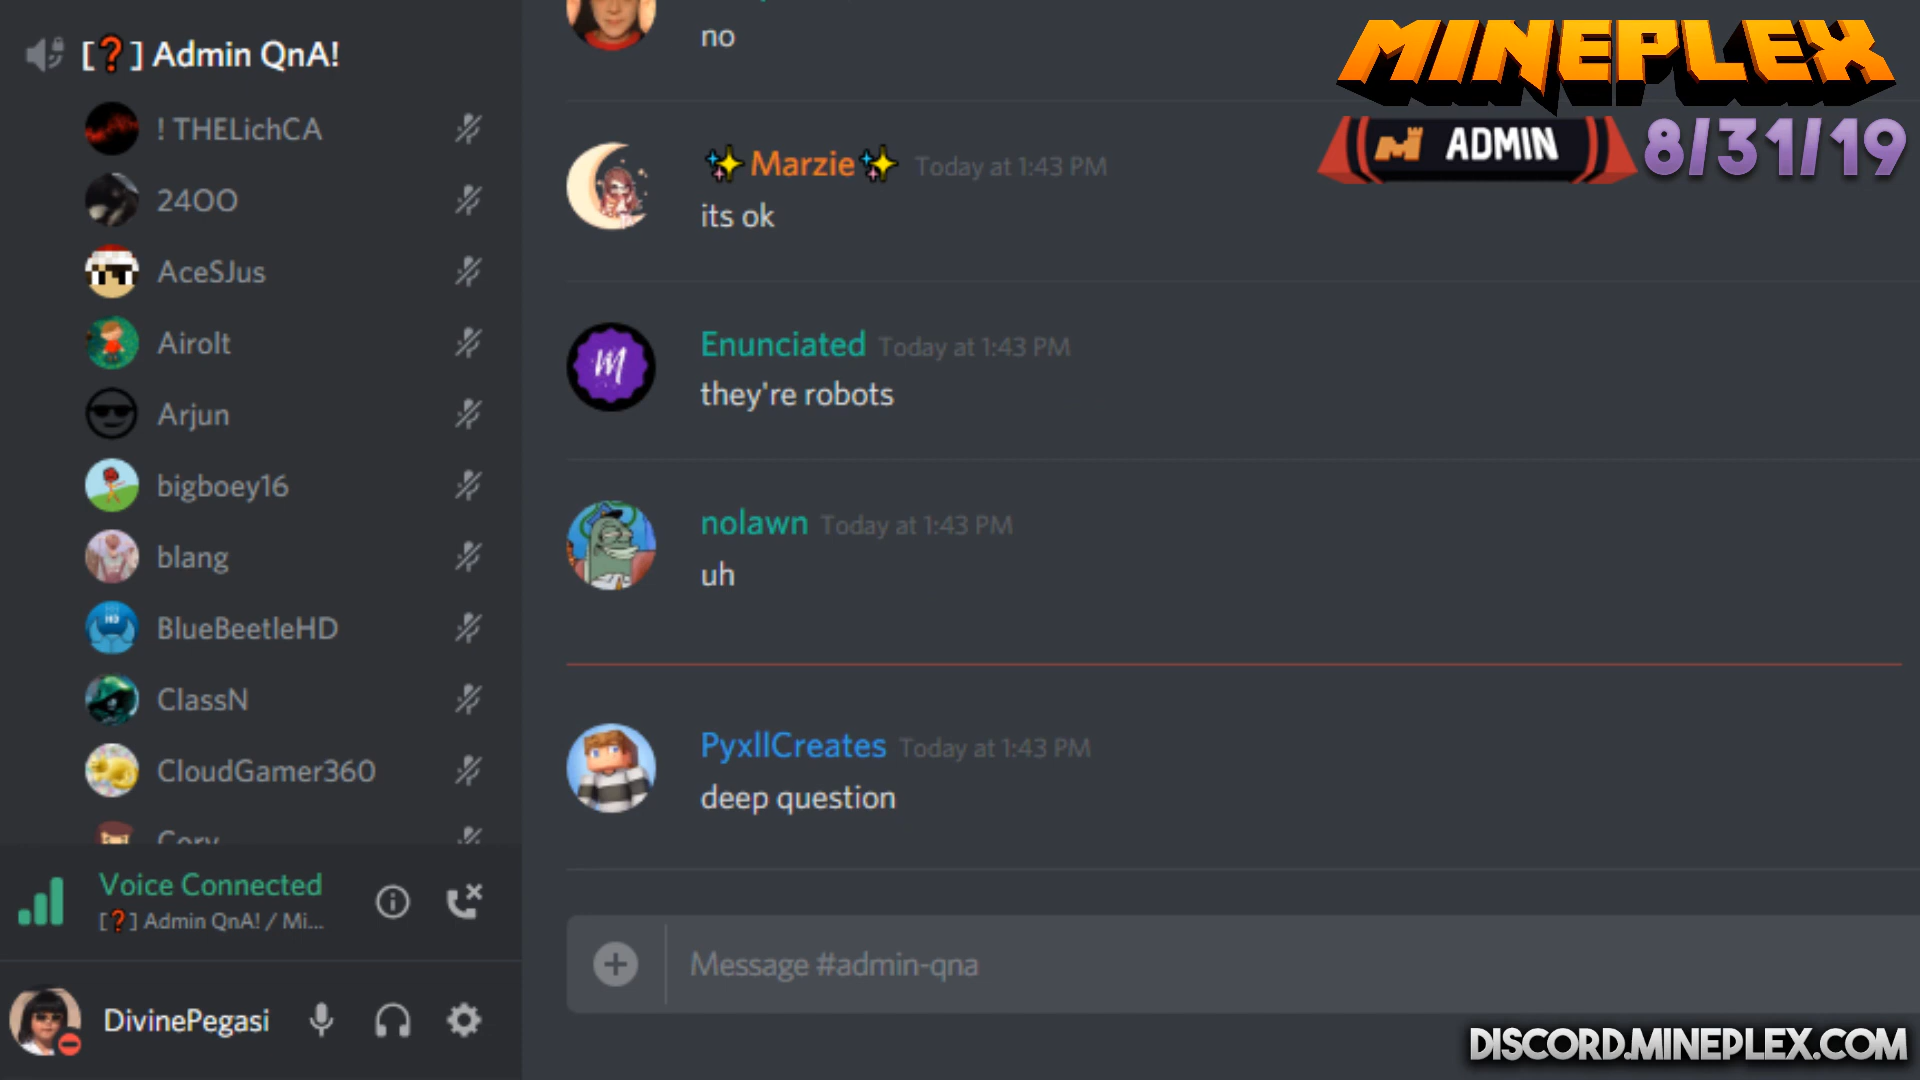 [❓] Admin QnA!
! THELichCA
24OO
AceSJus
Airolt
Arjun
bigboey16
blang
BlueBeetleHD
ClassN
CloudGamer360
Cory
Voice Connected
[❓] Admin QnA! / Mi...
DivinePegasi
no
✨Marzie✨ Today at 1:43 PM
its ok
Enunciated Today at 1:43 PM
they're robots
nolawn Today at 1:43 PM
uh
PyxllCreates Today at 1:43 PM
deep question
Message #admin-qna
MINEPLEX
ADMIN 8/31/19
DISCORD.MINEPLEX.COM
M
HD